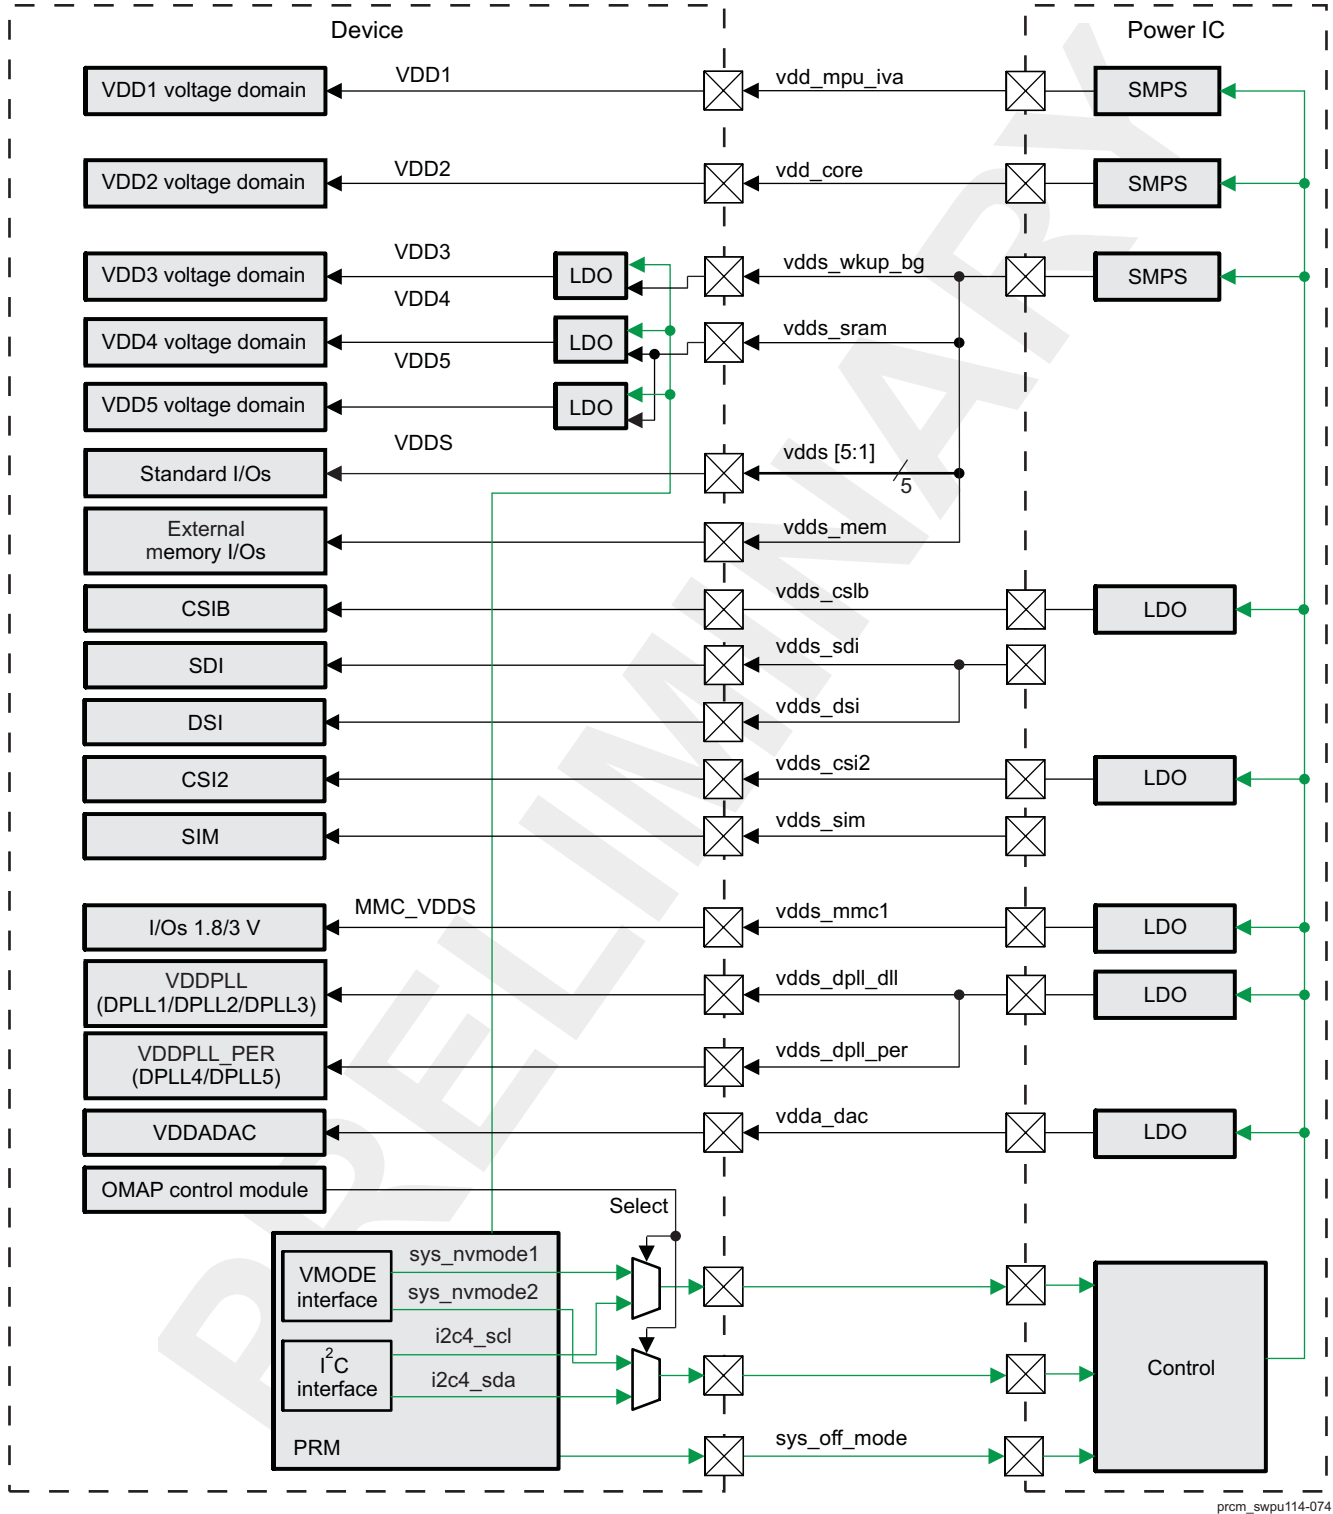 Device
Power IC
VDD1 voltage domain
VDD1
vdd_mpu_iva
SMPS
VDD2 voltage domain
VDD2
vdd_core
SMPS
VDD3 voltage domain
VDD3
LDO
vdds_wkup_bg
SMPS
VDD4
VDD4 voltage domain
LDO
vdds_sram
VDD5
VDD5 voltage domain
LDO
VDDS
Standard I/Os
vdds [5:1]
5
External
memory I/Os
vdds_mem
CSIB
vdds_cslb
LDO
SDI
vdds_sdi
DSI
vdds_dsi
CSI2
vdds_csi2
LDO
SIM
vdds_sim
I/Os 1.8/3 V
MMC_VDDS
vdds_mmc1
LDO
VDDPLL
(DPLL1/DPLL2/DPLL3)
vdds_dpll_dll
LDO
VDDPLL_PER
(DPLL4/DPLL5)
vdds_dpll_per
VDDADAC
vdda_dac
LDO
OMAP control module
Select
VMODE
interface
sys_nvmode1
sys_nvmode2
I2C
interface
i2c4_scl
i2c4_sda
Control
PRM
sys_off_mode
PRELIMINARY
prcm_swpu114-074